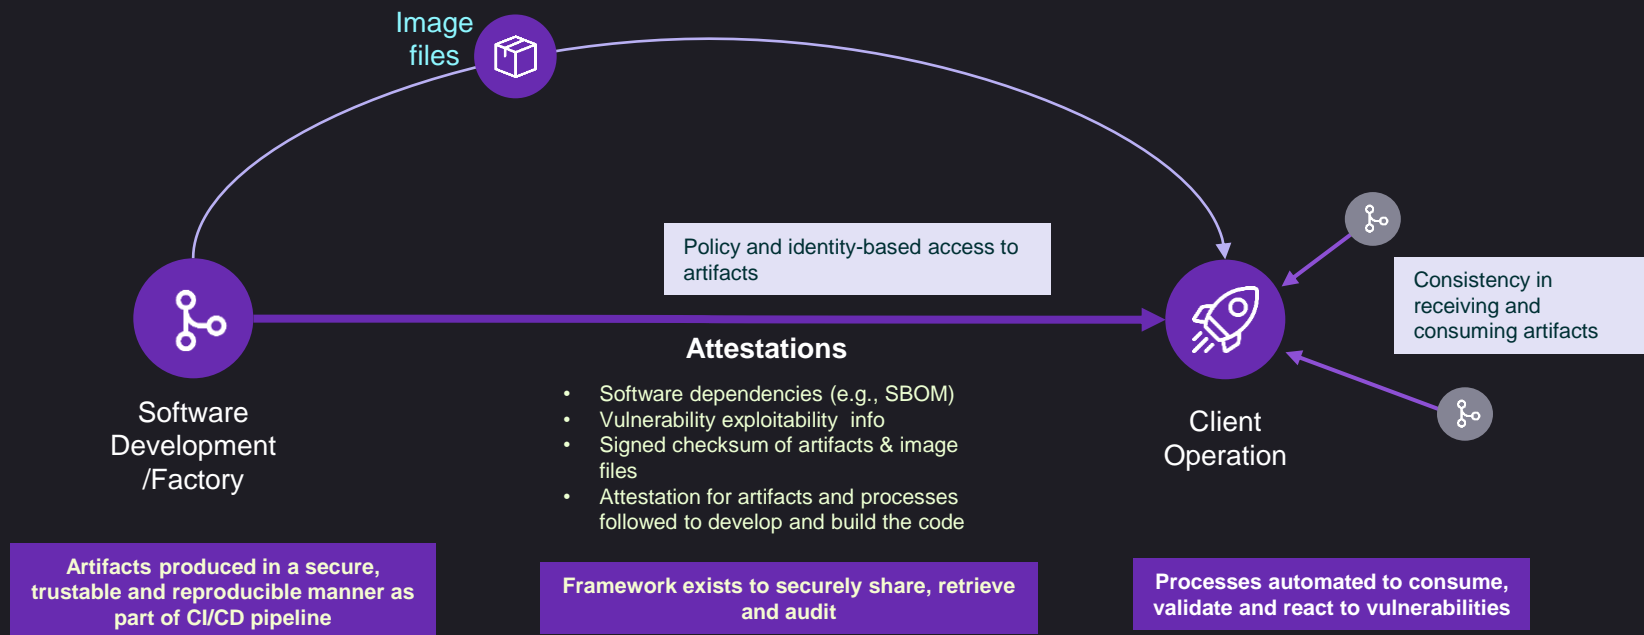 Image
files
Policy and identity-based access to
artifacts
Consistency in
receiving and
consuming artifacts
Attestations
• Software dependencies (e.g., SBOM)
• Vulnerability exploitability  info
• Signed checksum of artifacts & image
files
• Attestation for artifacts and processes
followed to develop and build the code
Software
Development
/Factory
Client
Operation
Artifacts produced in a secure,
trustable and reproducible manner as
part of CI/CD pipeline
Framework exists to securely share, retrieve
and audit
Processes automated to consume,
validate and react to vulnerabilities